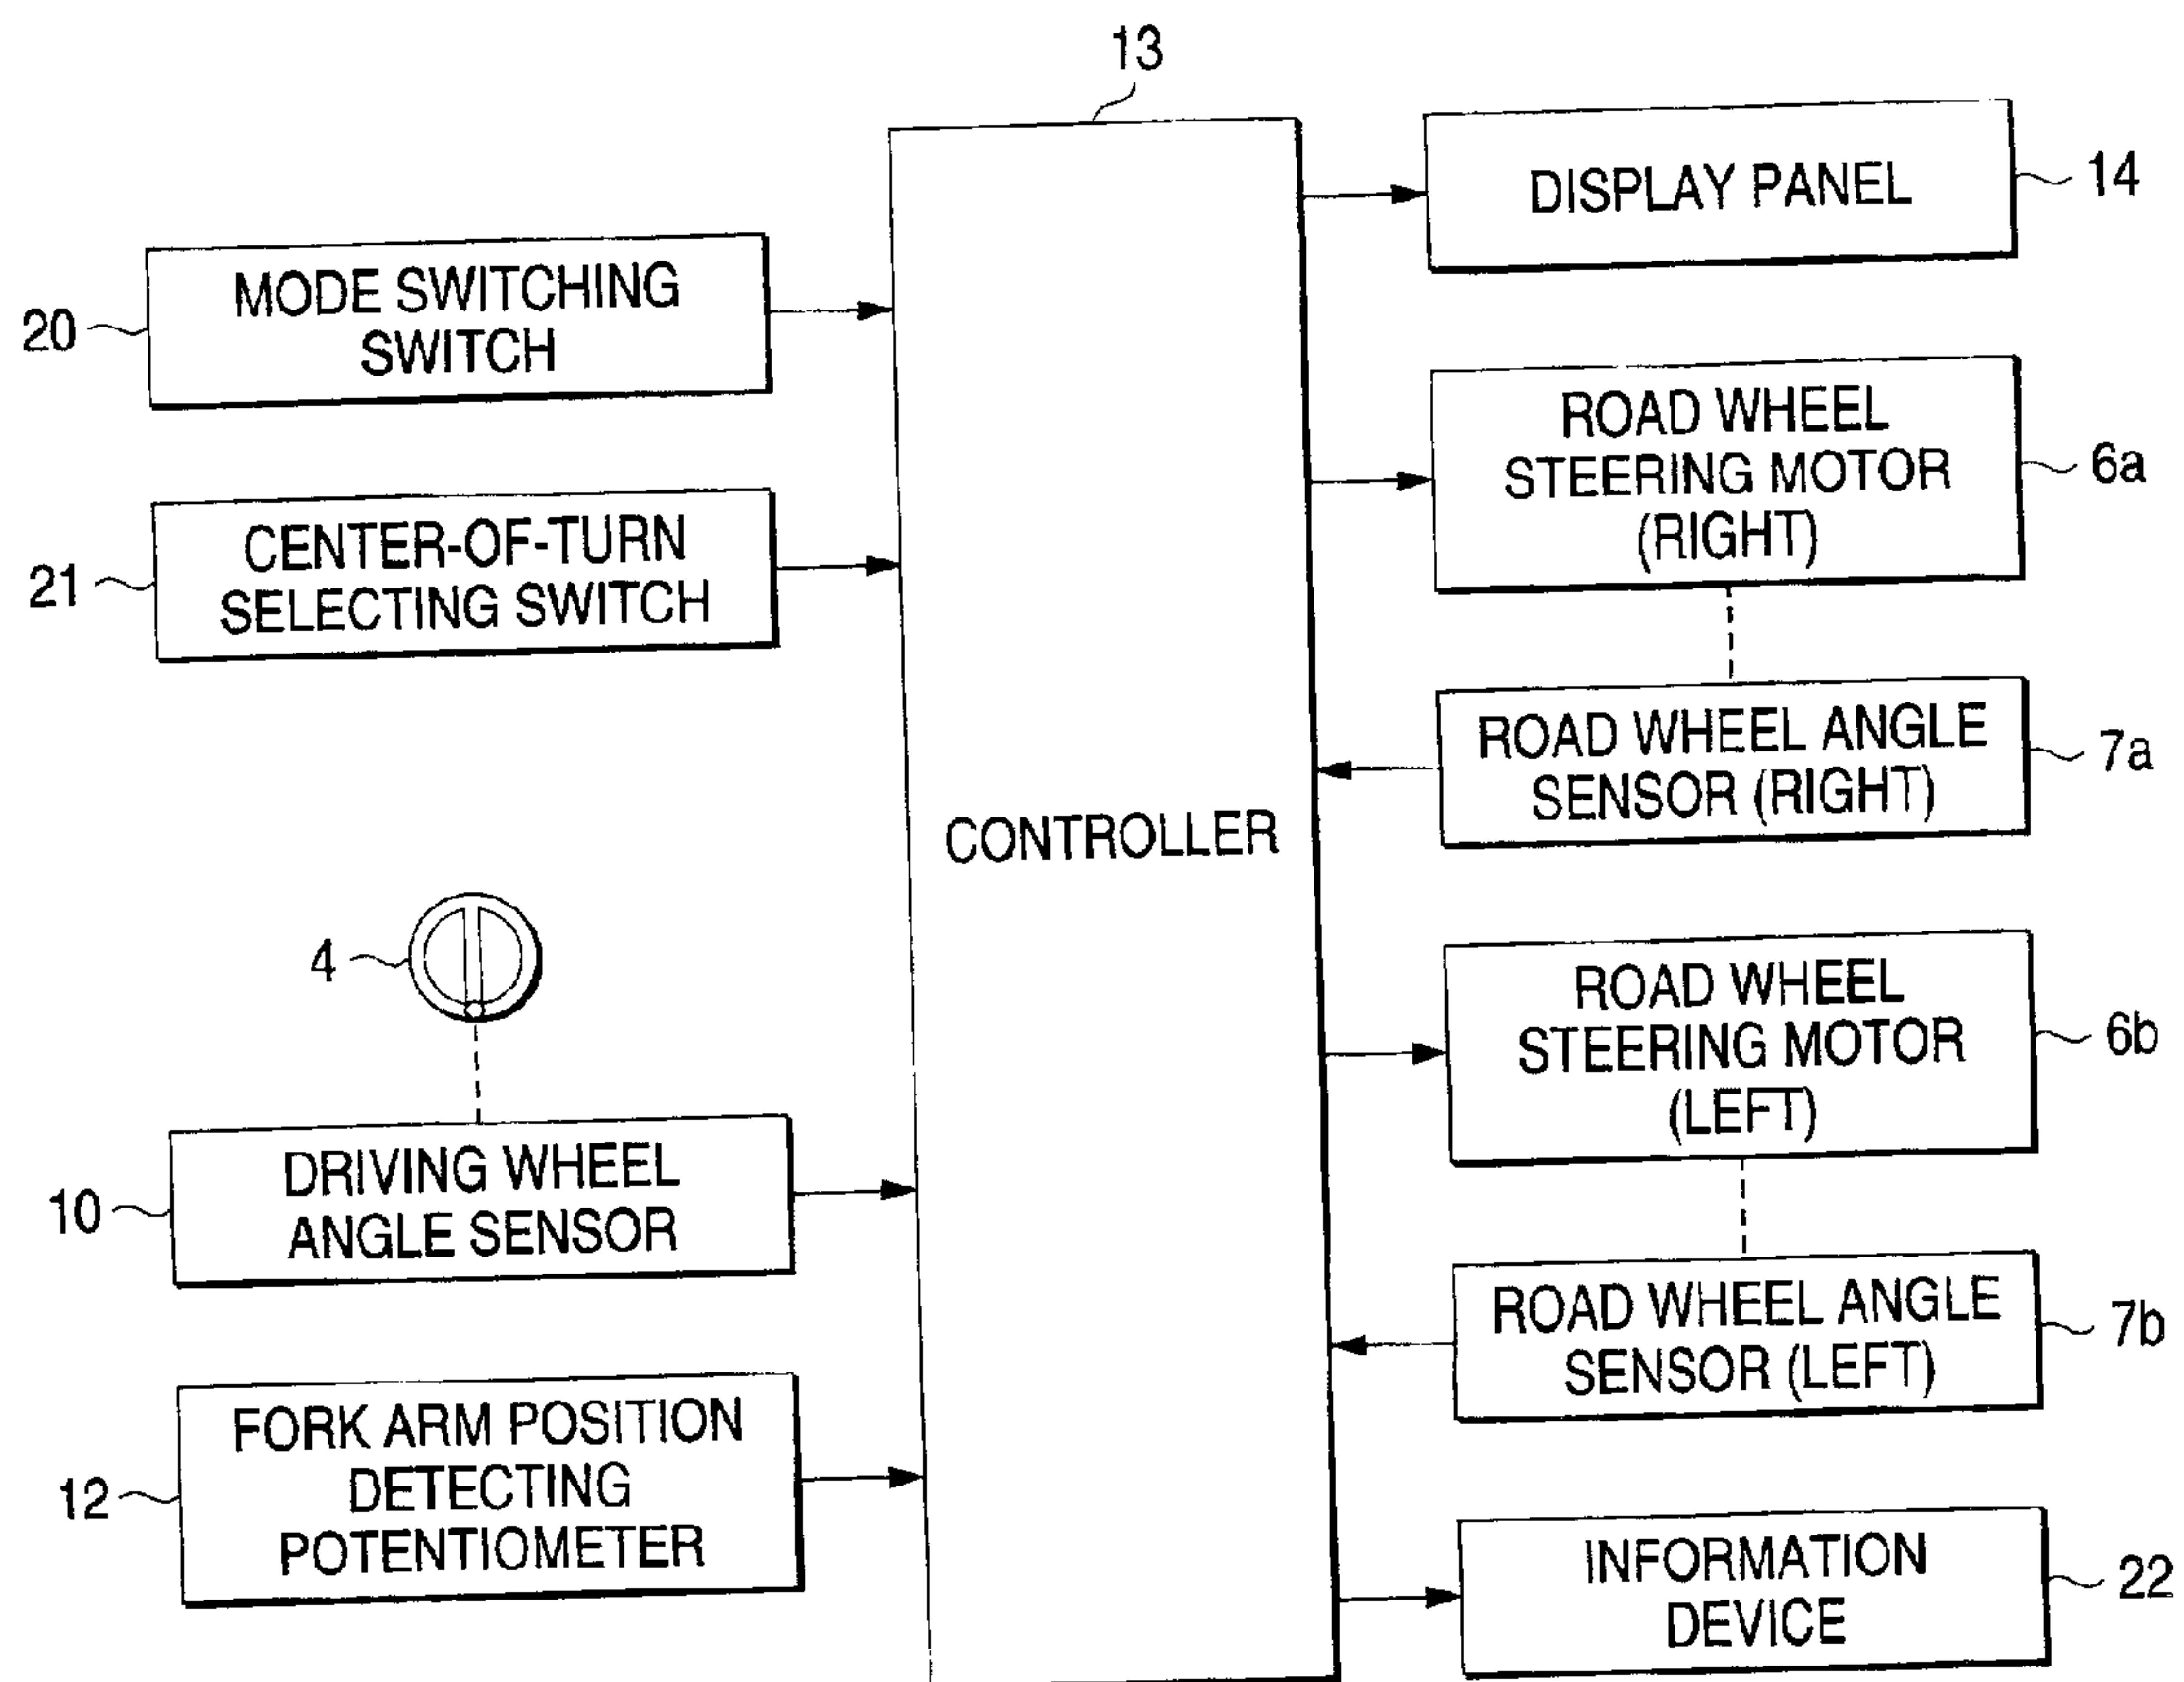 13
DISPLAY PANEL
14
MODE SWITCHING
SWITCH
20
ROAD WHEEL
STEERING MOTOR
(RIGHT)
6a
CENTER-OF-TURN
SELECTING SWITCH
21
ROAD WHEEL ANGLE
SENSOR (RIGHT)
7a
CONTROLLER
4
ROAD WHEEL
STEERING MOTOR
(LEFT)
6b
DRIVING WHEEL
ANGLE SENSOR
10
ROAD WHEEL ANGLE
SENSOR (LEFT)
7b
FORK ARM POSITION
DETECTING
POTENTIOMETER
12
INFORMATION
DEVICE
22